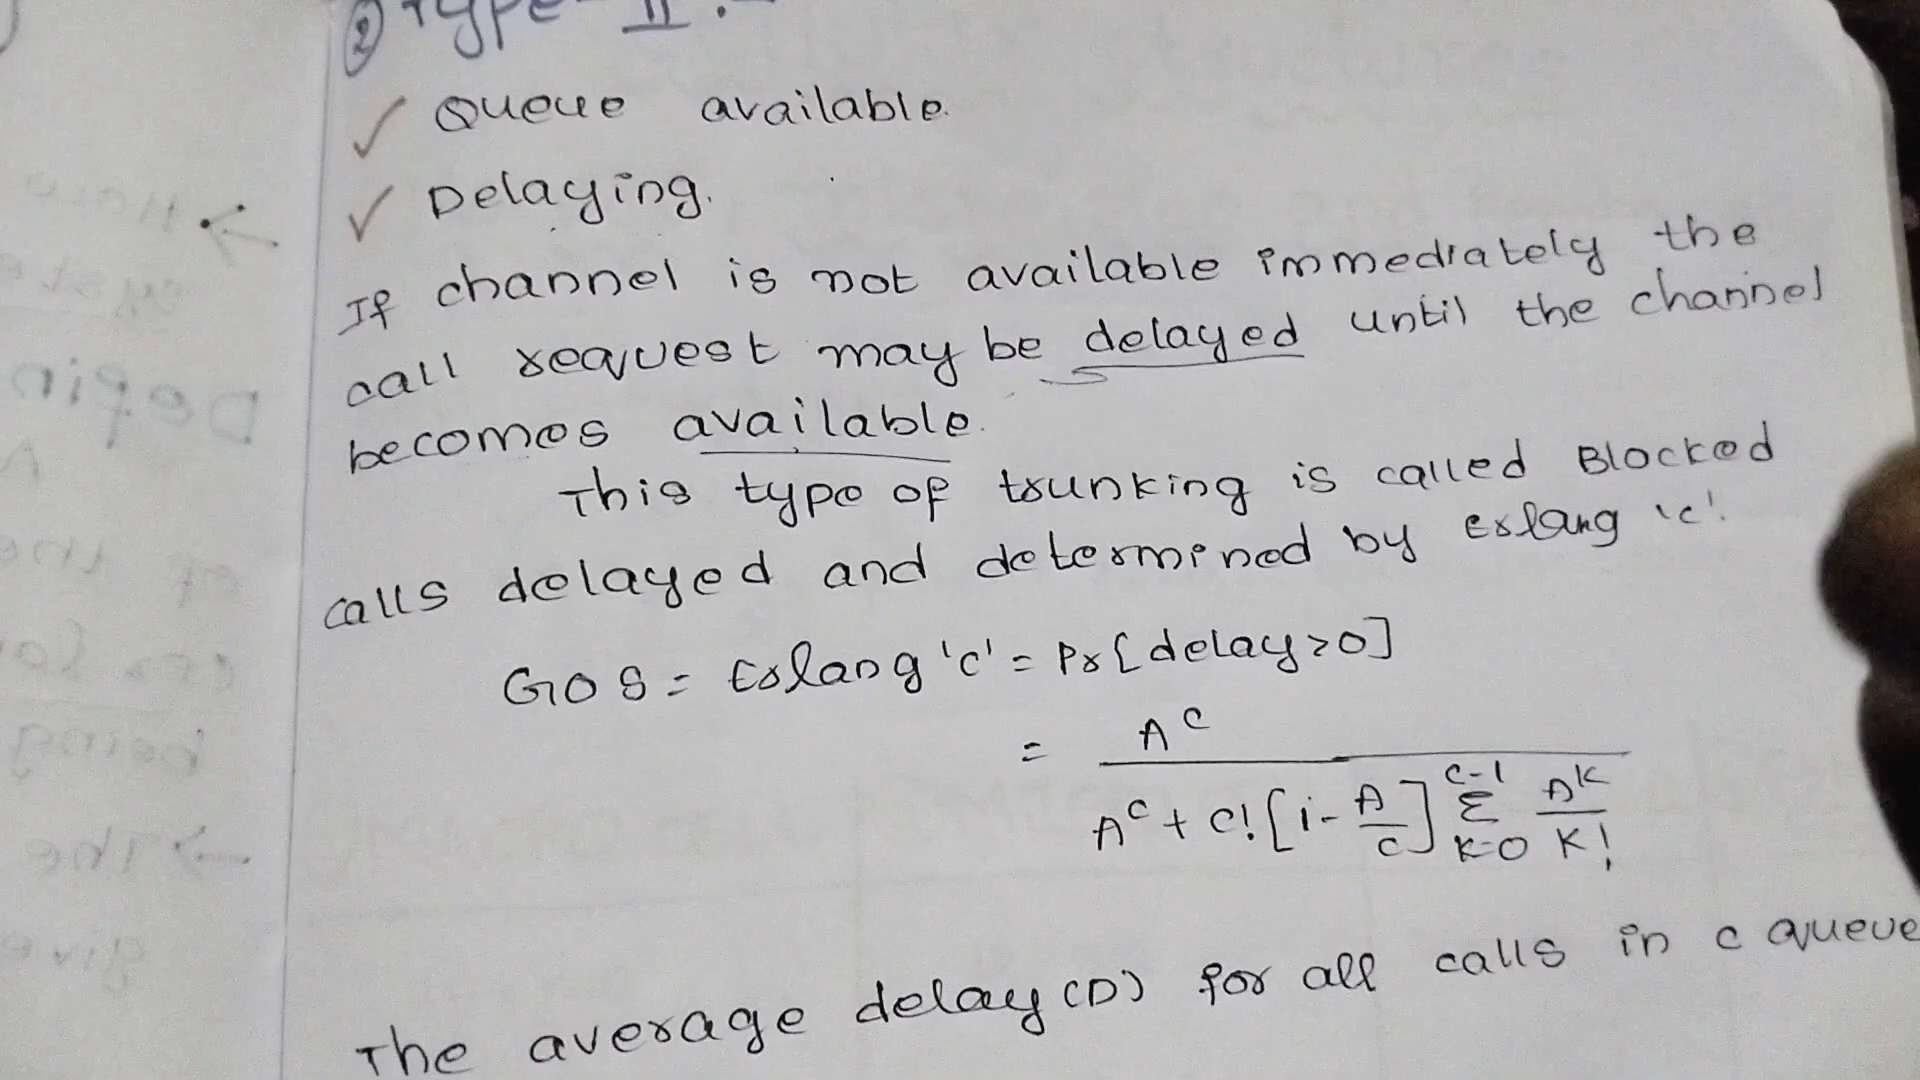 ② Type-II :-
✓ Queue available.
✓ Delaying.
If channel is not available immediately the
call request may be delayed until the channel
becomes available.
This type of trunking is called Blocked
calls delayed and determined by erlang 'c'.
GOS = Erlang 'c' = Pr[delay>0]
= A^C / (A^C + C! [1 - A/C] Σ_{K=0}^{C-1} A^K / K!)
The average delay (D) for all calls in c queue